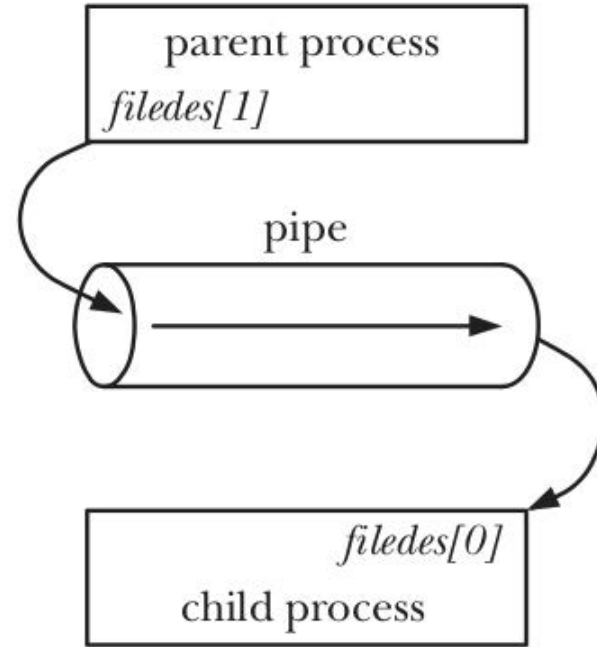 parent process
filedes[1]
pipe
filedes[0]
child process